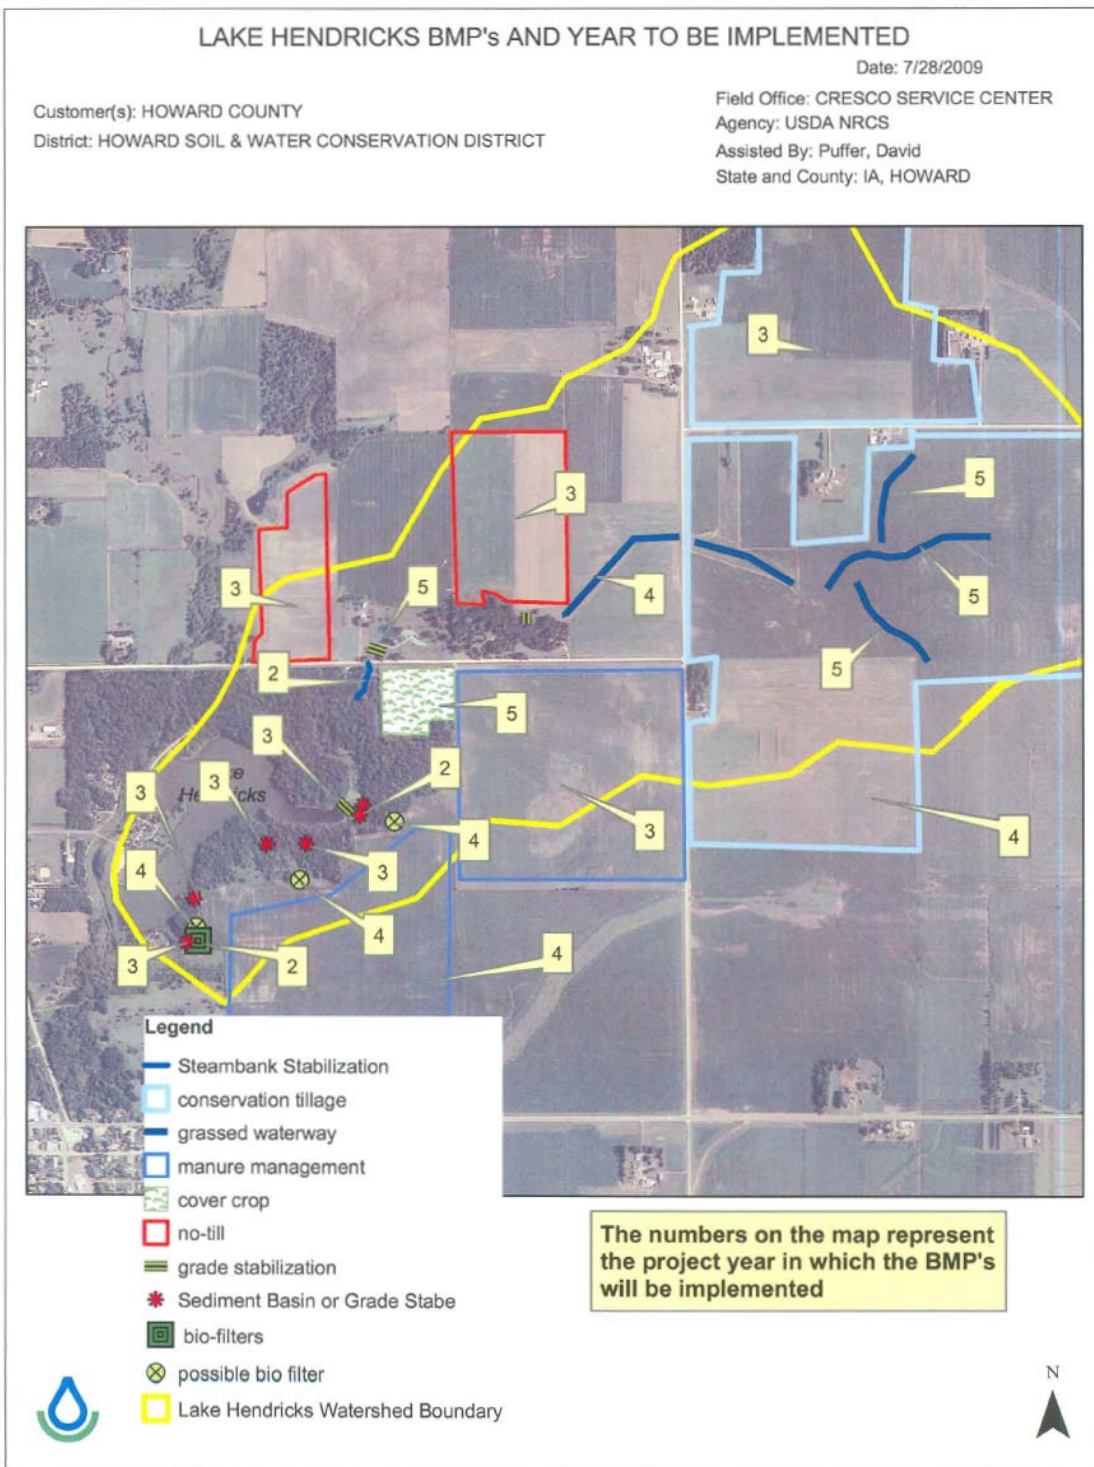 LAKE HENDRICKS BMP's AND YEAR TO BE IMPLEMENTED
Date: 7/28/2009
Customer(s): HOWARD COUNTY
District: HOWARD SOIL & WATER CONSERVATION DISTRICT
Field Office: CRESCO SERVICE CENTER
Agency: USDA NRCS
Assisted By: Puffer, David
State and County: IA, HOWARD
3
5
3
3
5
4
5
2
5
5
3
2
3
3
4
3
4
4
3
4
4
3
2
4
Legend
Steambank Stabilization
conservation tillage
grassed waterway
manure management
cover crop
no-till
grade stabilization
Sediment Basin or Grade Stabe
bio-filters
possible bio filter
Lake Hendricks Watershed Boundary
The numbers on the map represent
the project year in which the BMP's
will be implemented
N